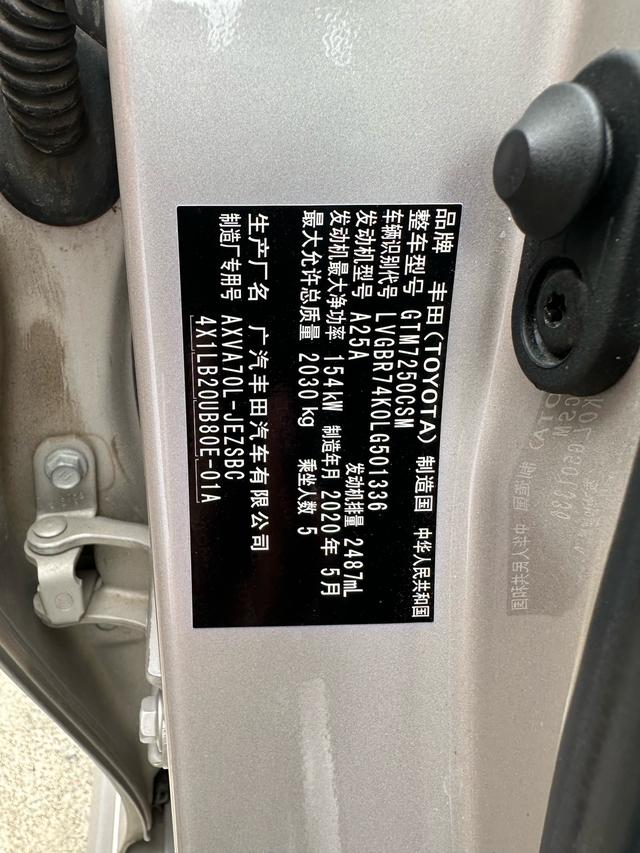 品牌 丰田(TOYOTA) 制造国 中华人民共和国
整车型号 GTM7250CSM
车辆识别代号 LVGBR74K0LG501336
发动机型号 A25A 发动机排量 2487mL
发动机最大净功率 154kW 制造年月 2020年 5月
最大允许总质量 2030kg 乘坐人数 5
生产厂名 广汽丰田汽车有限公司
制造厂专用号 AXVA70L-JEZSBC
4X1LB20UB80E-01A